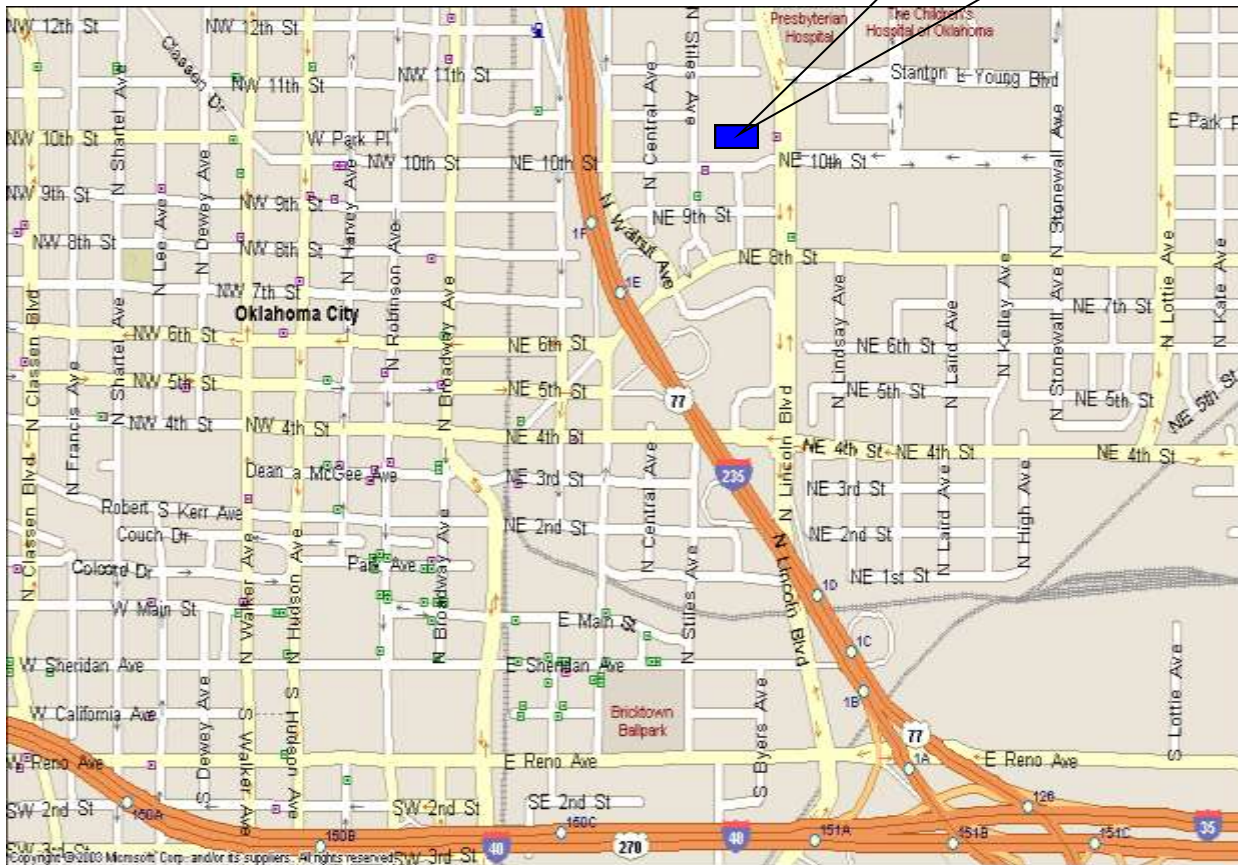 NW 12th St
NW 12th St
Presbyterian
Hospital
The Children's
Hospital of Oklahoma
Classen Dr
N Stiles Ave
NW 11th St
NW 11th St
N Central Ave
Stanton L Young Blvd
N Shartel Ave
NW 10th St
W Park Pl
NW 10th St
NE 10th St
NE 10th St
N Stonewall Ave
NW 9th St
N Lee Ave
N Dewey Ave
NW 9th St
N Harvey Ave
N Robinson Ave
N Walnut Ave
NE 9th St
1F
NW 8th St
NW 8th St
NE 8th St
NW 7th St
1E
N Broadway Ave
N Lindsay Ave
N Laird Ave
N Kelley Ave
NE 7th St
N Lottie Ave
N Kate Ave
Oklahoma City
N Classen Blvd
NW 6th St
NE 6th St
NE 6th St
N Shartel Ave
N Francis Ave
NW 5th St
NE 5th St
77
N Lincoln Blvd
NE 5th St
N Stonewall Ave
NE 5th St
NE 5th St
NW 4th St
NW 4th St
NE 4th St
NE 4th St
NE 4th St
NE 4th St
Dean a McGee Ave
NE 3rd St
235
NE 3rd St
Robert S Kerr Ave
Couch Dr
NE 2nd St
N Central Ave
NE 2nd St
N Laird Ave
N High Ave
N Classen Blvd
Colcord Dr
Park Ave
NE 1st St
1D
W Main St
N Walker Ave
N Hudson Ave
N Broadway Ave
E Main St
N Stiles Ave
N Lincoln Blvd
1C
W Sheridan Ave
E Sheridan Ave
1B
W California Ave
Bricktown
Ballpark
S Dewey Ave
S Walker Ave
S Hudson Ave
S Byers Ave
77
S Lottie Ave
W Reno Ave
E Reno Ave
1A
E Reno Ave
SW 2nd St
150A
SW 2nd St
SE 2nd St
150C
126
150B
40
270
40
151A
151B
151C
35
Copyright © 2003 Microsoft Corp. and/or its suppliers. All rights reserved.
SW 3rd St